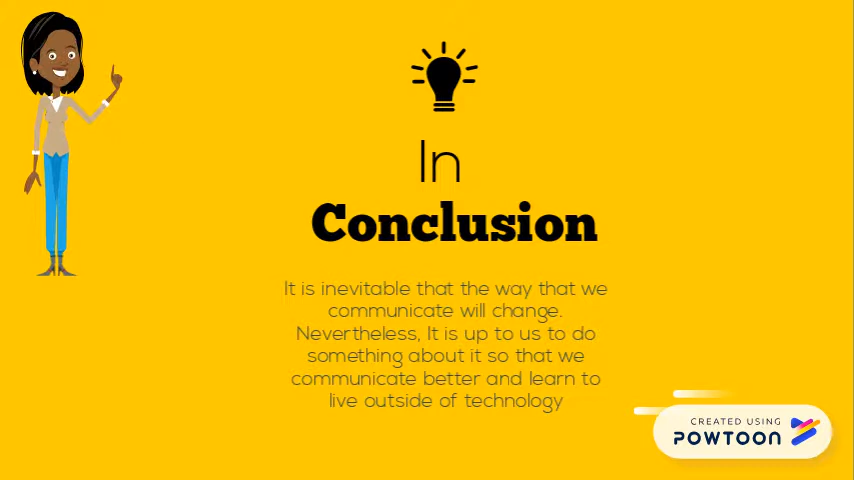 In
Conclusion
It is inevitable that the way that we
communicate will change.
Nevertheless, It is up to us to do
something about it so that we
communicate better and learn to
live outside of technology
CREATED USING
POWTOON